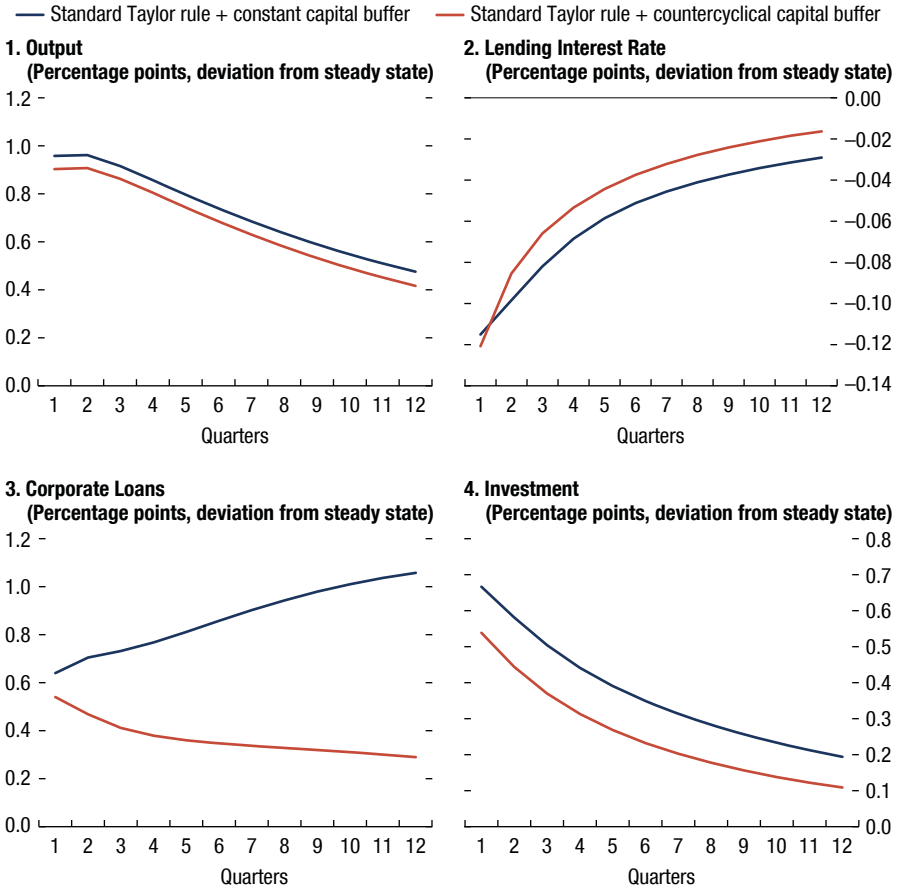 Standard Taylor rule + constant capital buffer
Standard Taylor rule + countercyclical capital buffer
1. Output
(Percentage points, deviation from steady state)
1.2
1.0
0.8
0.6
0.4
0.2
0.0
1 2 3 4 5 6 7 8 9 10 11 12
Quarters
2. Lending Interest Rate
(Percentage points, deviation from steady state)
0.00
–0.02
–0.04
–0.06
–0.08
–0.10
–0.12
–0.14
1 2 3 4 5 6 7 8 9 10 11 12
Quarters
3. Corporate Loans
(Percentage points, deviation from steady state)
1.2
1.0
0.8
0.6
0.4
0.2
0.0
1 2 3 4 5 6 7 8 9 10 11 12
Quarters
4. Investment
(Percentage points, deviation from steady state)
0.8
0.7
0.6
0.5
0.4
0.3
0.2
0.1
0.0
1 2 3 4 5 6 7 8 9 10 11 12
Quarters